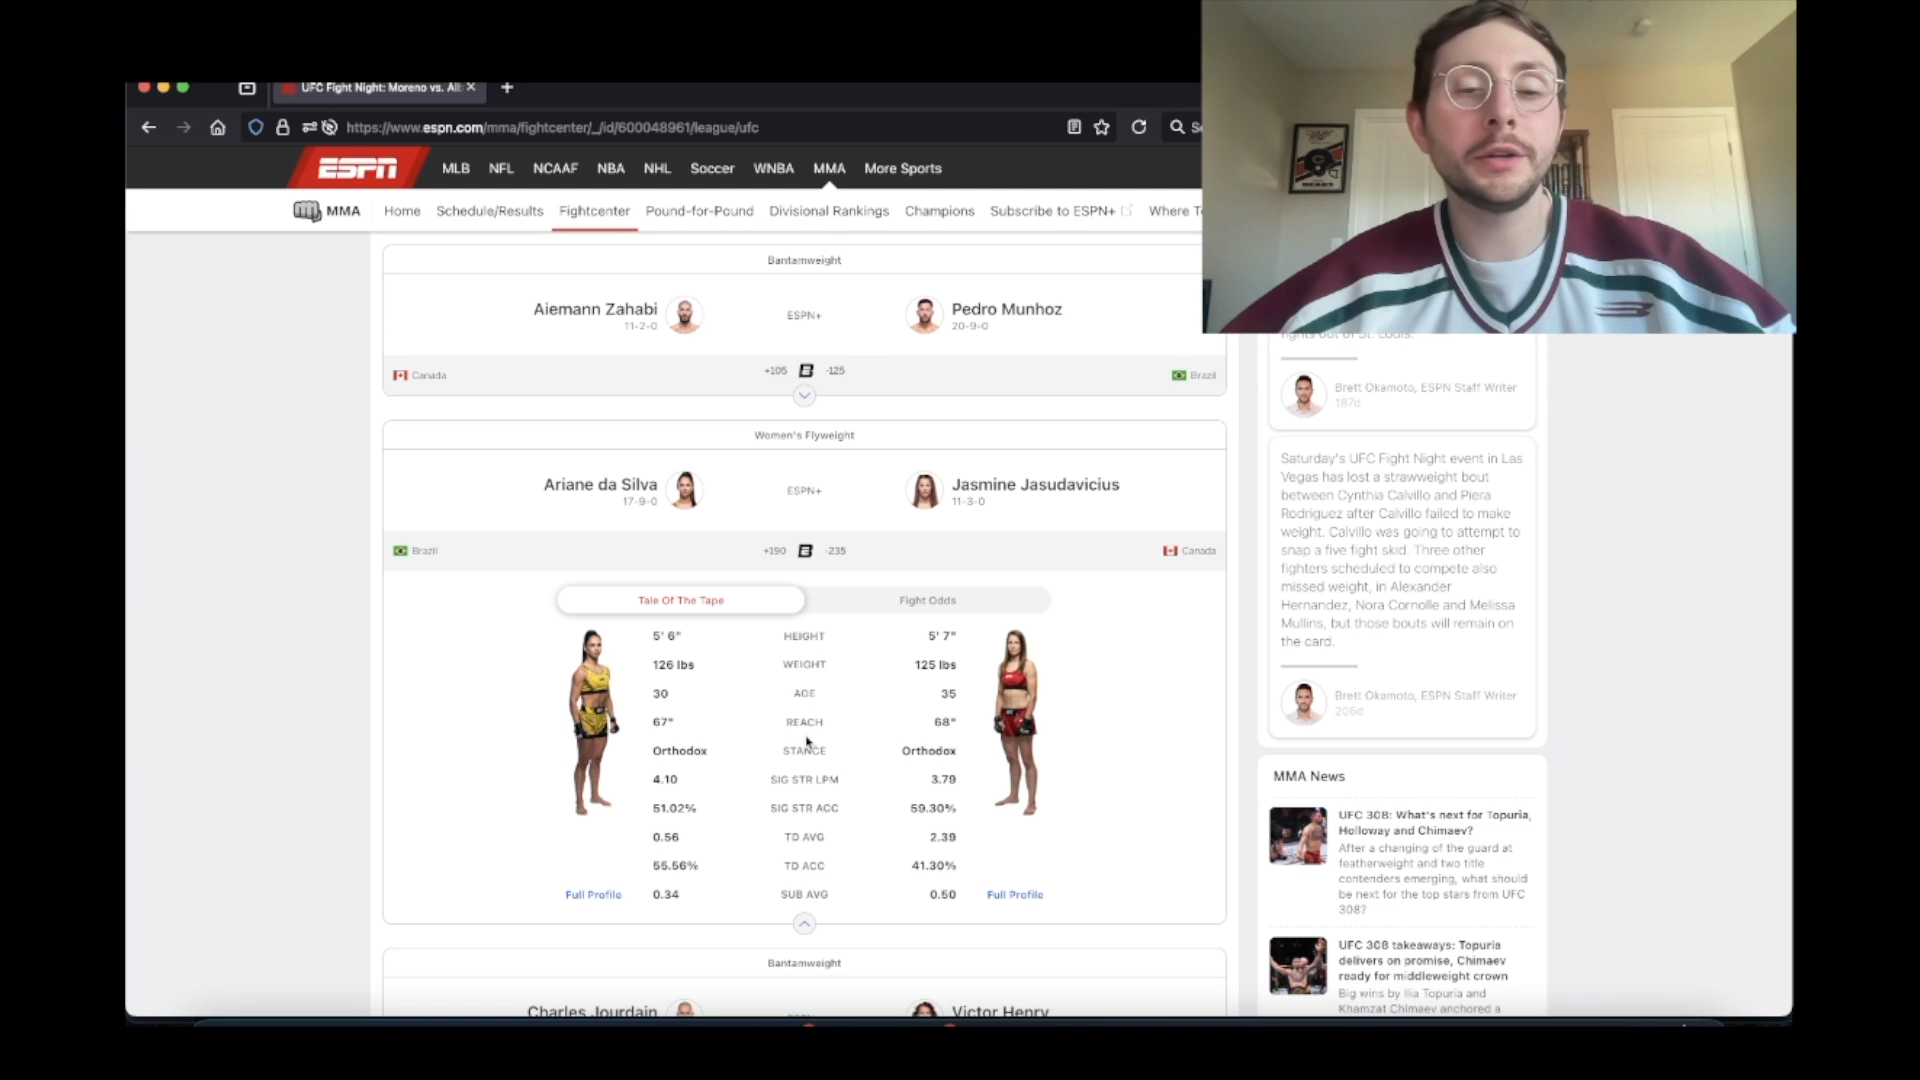 UFC Fight Night: Moreno vs. Alb
https://www.espn.com/mma/fightcenter/_/id/600048961/league/ufc
ESPN MLB NFL NCAAF NBA NHL Soccer WNBA MMA More Sports
MMA Home Schedule/Results Fightcenter Pound-for-Pound Divisional Rankings Champions Subscribe to ESPN+ Where T
Bantamweight
Aiemann Zahabi
11-2-0
ESPN+
Pedro Munhoz
20-9-0
Canada +105 -125 Brazil
Women's Flyweight
Ariane da Silva
17-9-0
ESPN+
Jasmine Jasudavicius
11-3-0
Brazil +190 -235 Canada
Tale Of The Tape Fight Odds
5' 6" HEIGHT 5' 7"
126 lbs WEIGHT 125 lbs
30 AGE 35
67" REACH 68"
Orthodox STANCE Orthodox
4.10 SIG STR LPM 3.79
51.02% SIG STR ACC 59.30%
0.56 TD AVG 2.39
55.56% TD ACC 41.30%
Full Profile 0.34 SUB AVG 0.50 Full Profile
Bantamweight
Charles Jourdain Victor Henry
fights out of St. Louis.
Brett Okamoto, ESPN Staff Writer
187d
Saturday's UFC Fight Night event in Las
Vegas has lost a strawweight bout
between Cynthia Calvillo and Piera
Rodriguez after Calvillo failed to make
weight. Calvillo was going to attempt to
snap a five fight skid. Three other
fighters scheduled to compete also
missed weight, in Alexander
Hernandez, Nora Cornolle and Melissa
Mullins, but those bouts will remain on
the card.
Brett Okamoto, ESPN Staff Writer
206d
MMA News
UFC 308: What's next for Topuria,
Holloway and Chimaev?
After a changing of the guard at
featherweight and two title
contenders emerging, what should
be next for the top stars from UFC
308?
UFC 308 takeaways: Topuria
delivers on promise, Chimaev
ready for middleweight crown
Big wins by Ilia Topuria and
Khamzat Chimaev anchored a
BEARS